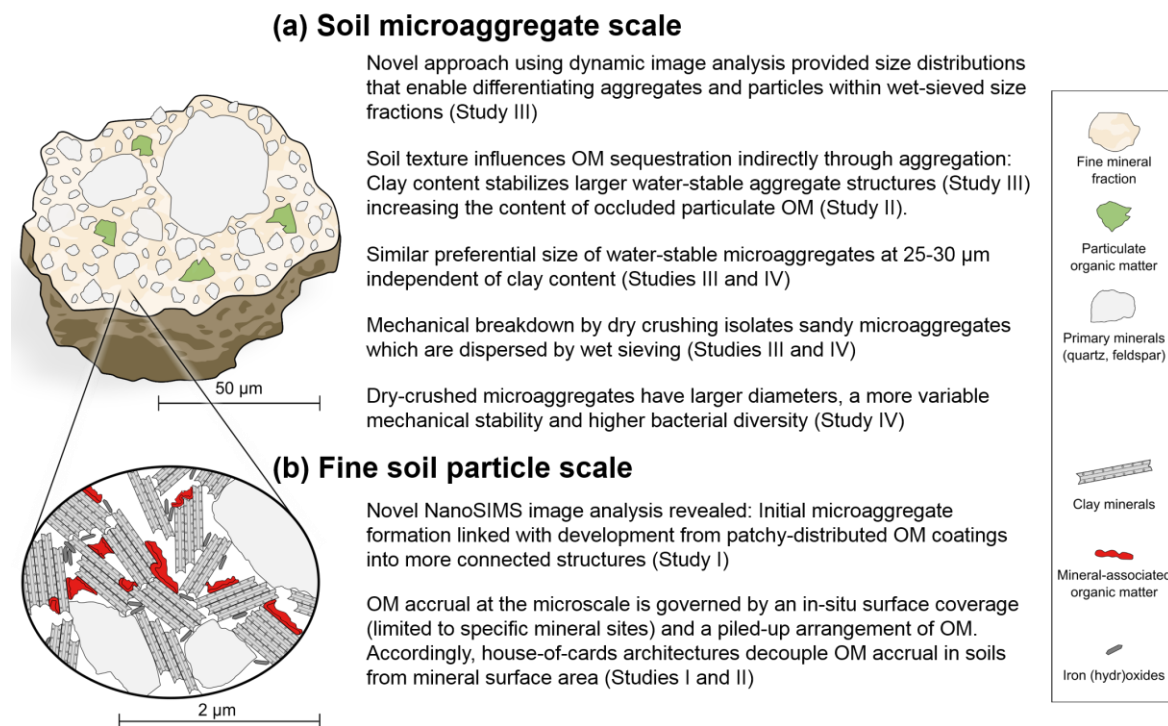 (a) Soil microaggregate scale
Novel approach using dynamic image analysis provided size distributions
that enable differentiating aggregates and particles within wet-sieved size
fractions (Study III)
Soil texture influences OM sequestration indirectly through aggregation:
Clay content stabilizes larger water-stable aggregate structures (Study III)
increasing the content of occluded particulate OM (Study II).
Similar preferential size of water-stable microaggregates at 25-30 µm
independent of clay content (Studies III and IV)
Mechanical breakdown by dry crushing isolates sandy microaggregates
which are dispersed by wet sieving (Studies III and IV)
Dry-crushed microaggregates have larger diameters, a more variable
mechanical stability and higher bacterial diversity (Study IV)
50 µm
(b) Fine soil particle scale
Novel NanoSIMS image analysis revealed: Initial microaggregate
formation linked with development from patchy-distributed OM coatings
into more connected structures (Study I)
OM accrual at the microscale is governed by an in-situ surface coverage
(limited to specific mineral sites) and a piled-up arrangement of OM.
Accordingly, house-of-cards architectures decouple OM accrual in soils
from mineral surface area (Studies I and II)
2 µm
Fine mineral
fraction
Particulate
organic matter
Primary minerals
(quartz, feldspar)
Clay minerals
Mineral-associated
organic matter
Iron (hydr)oxides